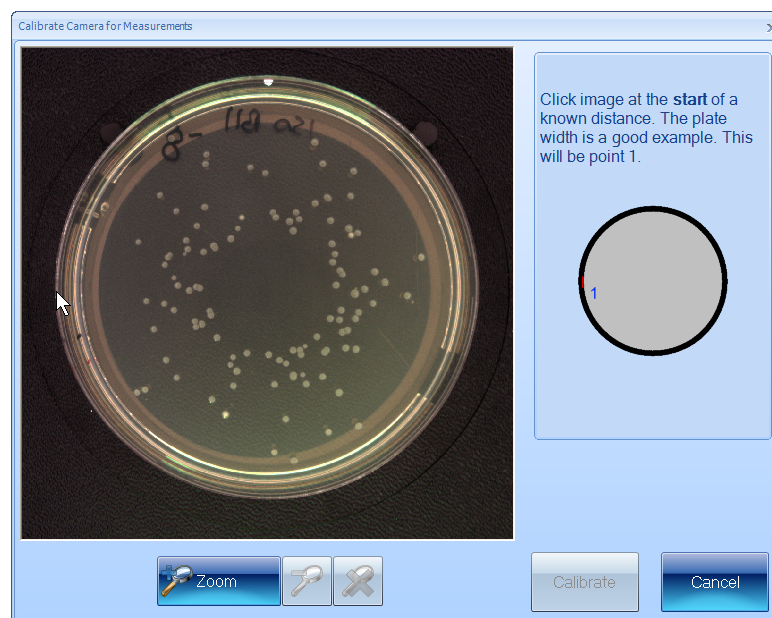 Calibrate Camera for Measurements
Click image at the start of a
known distance. The plate
width is a good example. This
will be point 1.
1
Zoom
Calibrate
Cancel